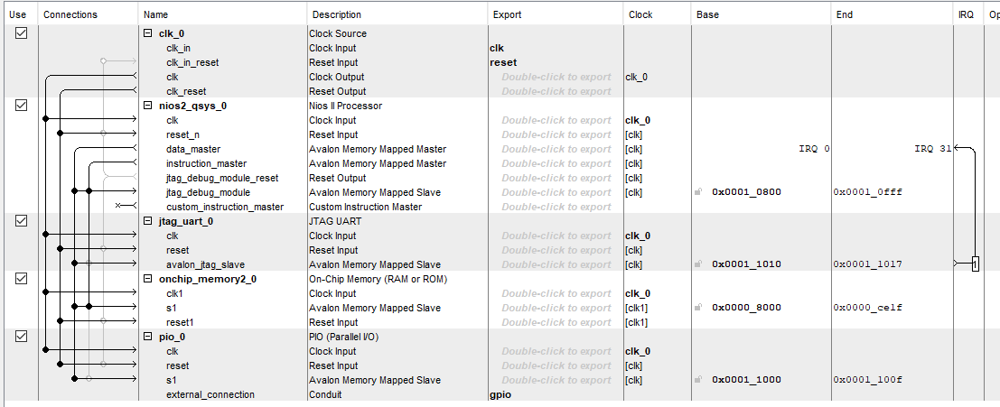 Use Connections Name Description Export Clock Base End IRQ Op
clk_0 Clock Source
clk_in Clock Input clk
clk_in_reset Reset Input reset
clk Clock Output Double-click to export clk_0
clk_reset Reset Output Double-click to export
nios2_qsys_0 Nios II Processor
clk Clock Input Double-click to export clk_0
reset_n Reset Input Double-click to export [clk]
data_master Avalon Memory Mapped Master Double-click to export [clk] IRQ 0 IRQ 31
instruction_master Avalon Memory Mapped Master Double-click to export [clk]
jtag_debug_module_reset Reset Output Double-click to export [clk]
jtag_debug_module Avalon Memory Mapped Slave Double-click to export [clk] 0x0001_0800 0x0001_0fff
custom_instruction_master Custom Instruction Master Double-click to export
jtag_uart_0 JTAG UART
clk Clock Input Double-click to export clk_0
reset Reset Input Double-click to export [clk]
avalon_jtag_slave Avalon Memory Mapped Slave Double-click to export [clk] 0x0001_1010 0x0001_1017 1
onchip_memory2_0 On-Chip Memory (RAM or ROM)
clk1 Clock Input Double-click to export clk_0
s1 Avalon Memory Mapped Slave Double-click to export [clk1] 0x0000_8000 0x0000_ce1f
reset1 Reset Input Double-click to export [clk1]
pio_0 PIO (Parallel I/O)
clk Clock Input Double-click to export clk_0
reset Reset Input Double-click to export [clk]
s1 Avalon Memory Mapped Slave Double-click to export [clk] 0x0001_1000 0x0001_100f
external_connection Conduit gpio